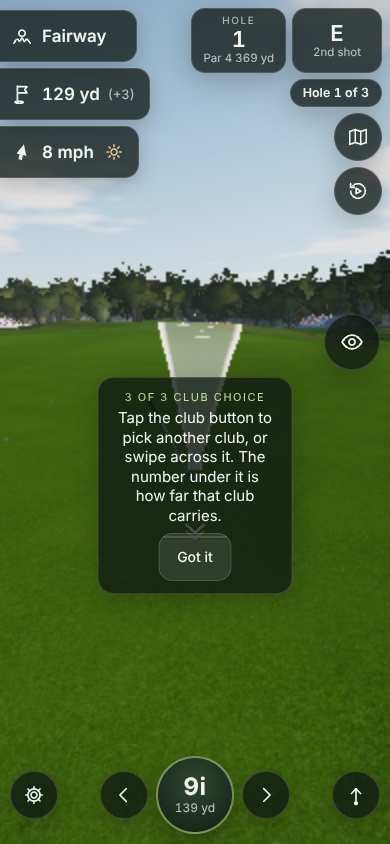 Fairway
129 yd (+3)
8 mph
HOLE
1
Par 4 369 yd
E
2nd shot
Hole 1 of 3
3 OF 3 CLUB CHOICE
Tap the club button to
pick another club, or
swipe across it. The
number under it is
how far that club
carries.
Got it
9i
139 yd